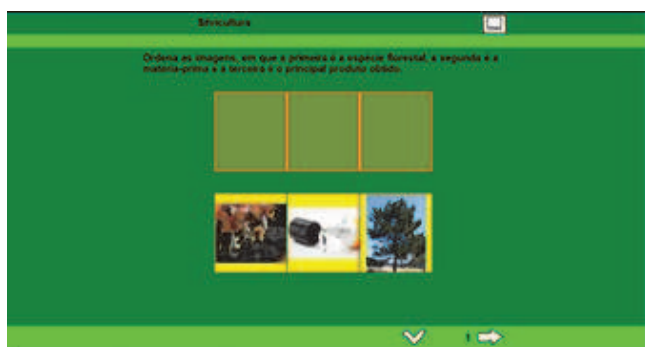 Silvicultura
Ordena as imagens, em que a primeira é a espécie florestal, a segunda é a
matéria-prima e a terceira é o principal produto obtido.
1